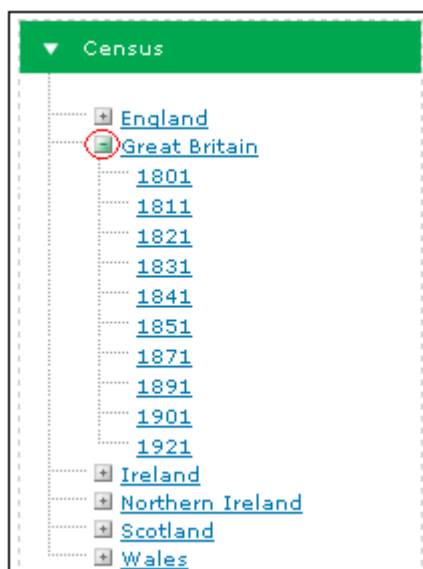 Census
England
Great Britain
1801
1811
1821
1831
1841
1851
1871
1891
1901
1921
Ireland
Northern Ireland
Scotland
Wales